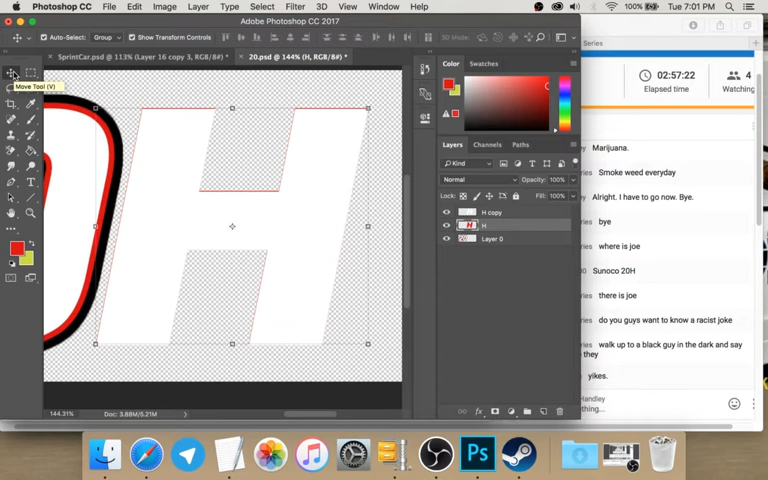 Photoshop File Edit Image Layer Type Select Filter 3D View Window Help 100% Tue 7:01 PM
Adobe Photoshop CC 2017
Auto-Select: Group Show Transform Controls 3D Mode:
SprintCar.psd @ 113% (Layer 16 copy 3, RGB/8#) *
20.psd @ 144% (H, RGB/8#) *
Move Tool (V)
H
144.31% Doc: 3.88M/5.21M
Color Swatches
Layers Channels Paths
Kind
Normal Opacity: 100%
Lock: Fill: 100%
H copy
H
Layer 0
Series
02:57:22
Elapsed time
4
Watching
Marijuana.
Smoke weed everyday
Alright. I have to go now. Bye.
bye
where is joe
Sunoco 20H
there is joe
do you guys want to know a racist joke
walk up to a black guy in the dark and say
they
yikes.
Handley
Ps